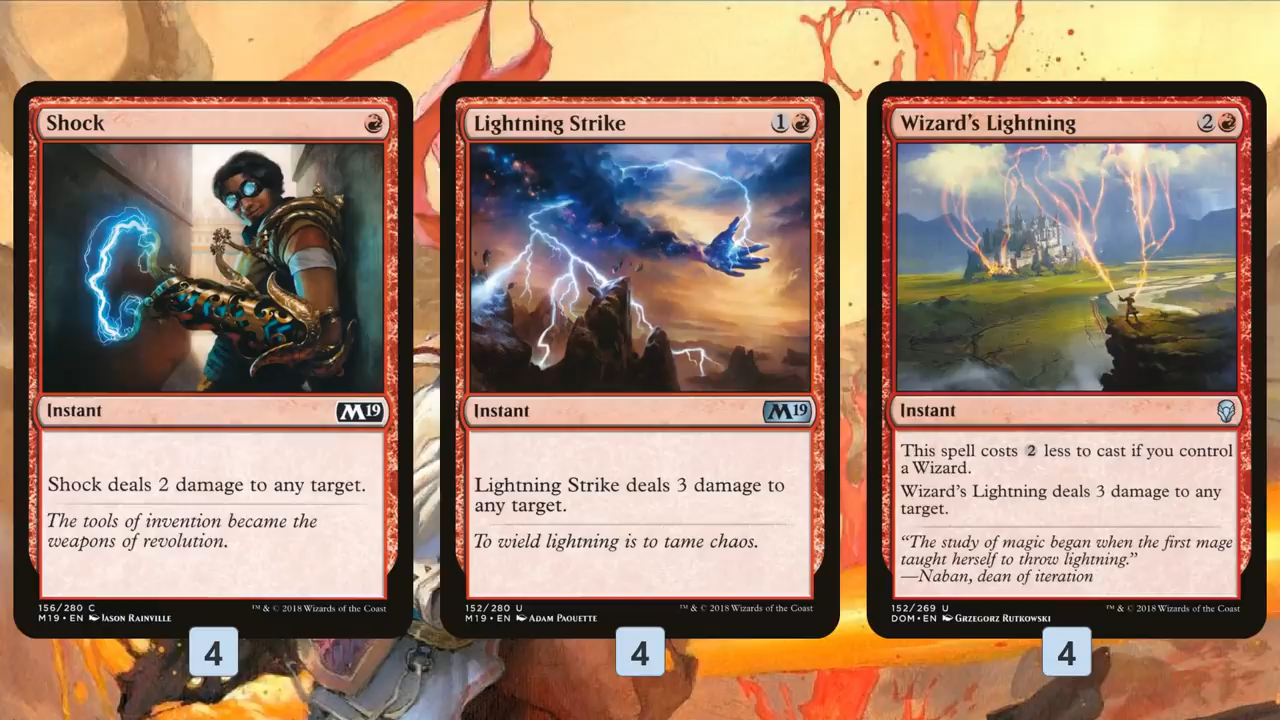 Shock
Instant
M19
Shock deals 2 damage to any target.
The tools of invention became the
weapons of revolution.
156/280 C
M19 • EN Jason Rainville
™ & © 2018 Wizards of the Coast
4
Lightning Strike
1
Instant
M19
Lightning Strike deals 3 damage to
any target.
To wield lightning is to tame chaos.
152/280 U
M19 • EN Adam Paquette
™ & © 2018 Wizards of the Coast
4
Wizard's Lightning
2
Instant
This spell costs 2 less to cast if you control
a Wizard.
Wizard's Lightning deals 3 damage to any
target.
“The study of magic began when the first mage
taught herself to throw lightning.”
—Naban, dean of iteration
152/269 U
DOM • EN Grzegorz Rutkowski
™ & © 2018 Wizards of the Coast
4